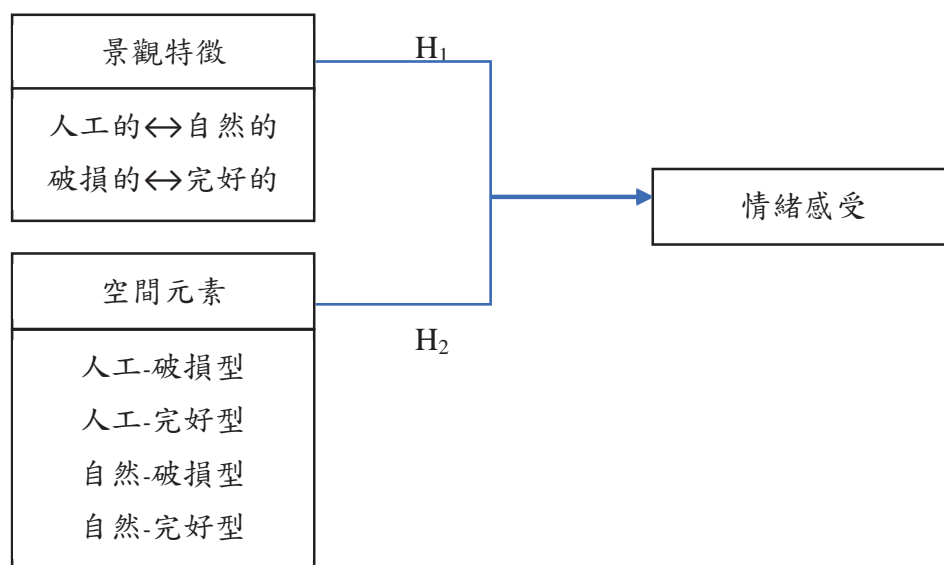 景觀特徵
人工的↔自然的
破損的↔完好的
H₁
情緒感受
空間元素
H₂
人工-破損型
人工-完好型
自然-破損型
自然-完好型